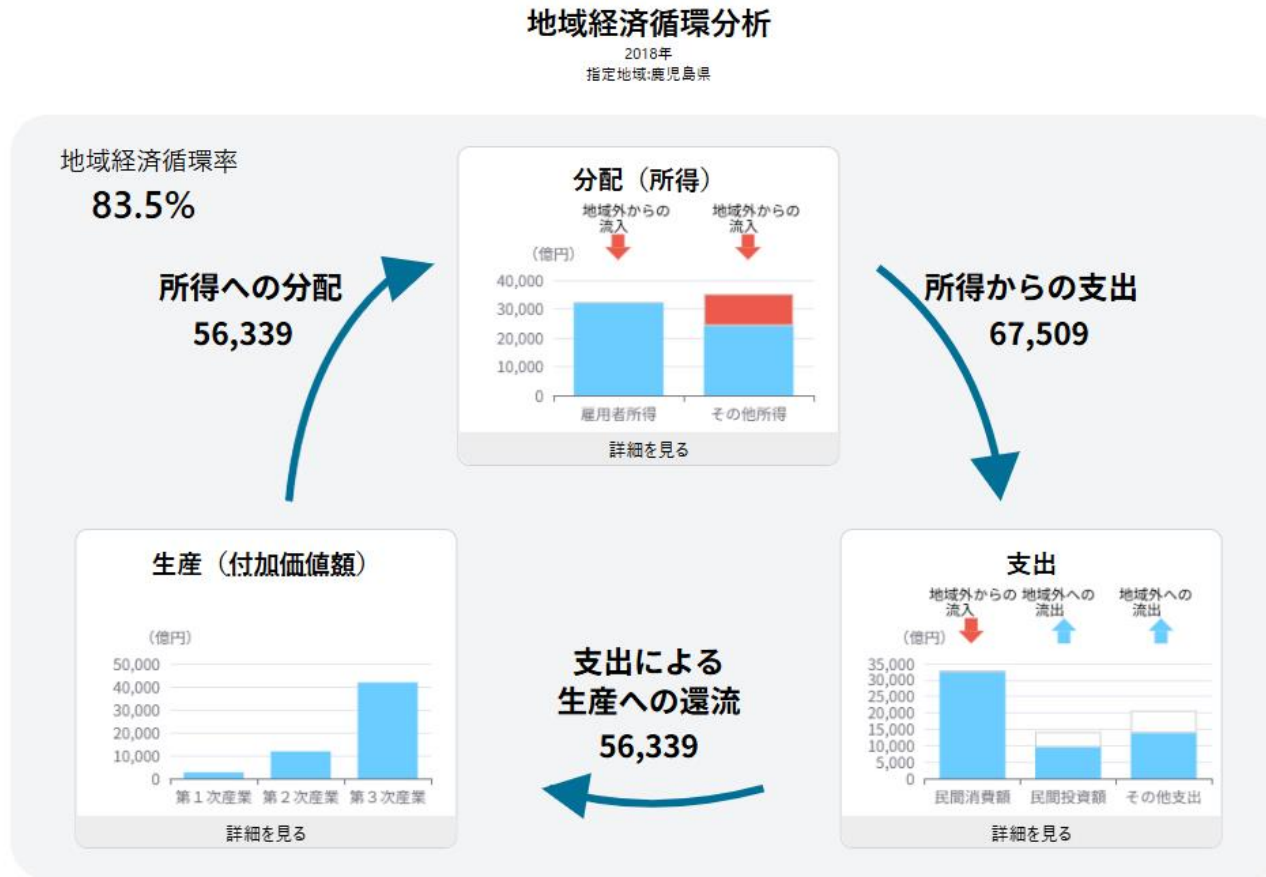 地域経済循環分析
2018年
指定地域:鹿児島県
地域経済循環率
83.5%
分配（所得）
地域外からの
流入
地域外からの
流入
（億円）
40,000
30,000
20,000
10,000
0
雇用者所得
その他所得
詳細を見る
所得への分配
56,339
所得からの支出
67,509
生産（付加価値額）
（億円）
50,000
40,000
30,000
20,000
10,000
0
第１次産業
第２次産業
第３次産業
詳細を見る
支出による
生産への還流
56,339
支出
地域外からの
流入
地域外への
流出
地域外への
流出
（億円）
35,000
30,000
25,000
20,000
15,000
10,000
5,000
0
民間消費額
民間投資額
その他支出
詳細を見る